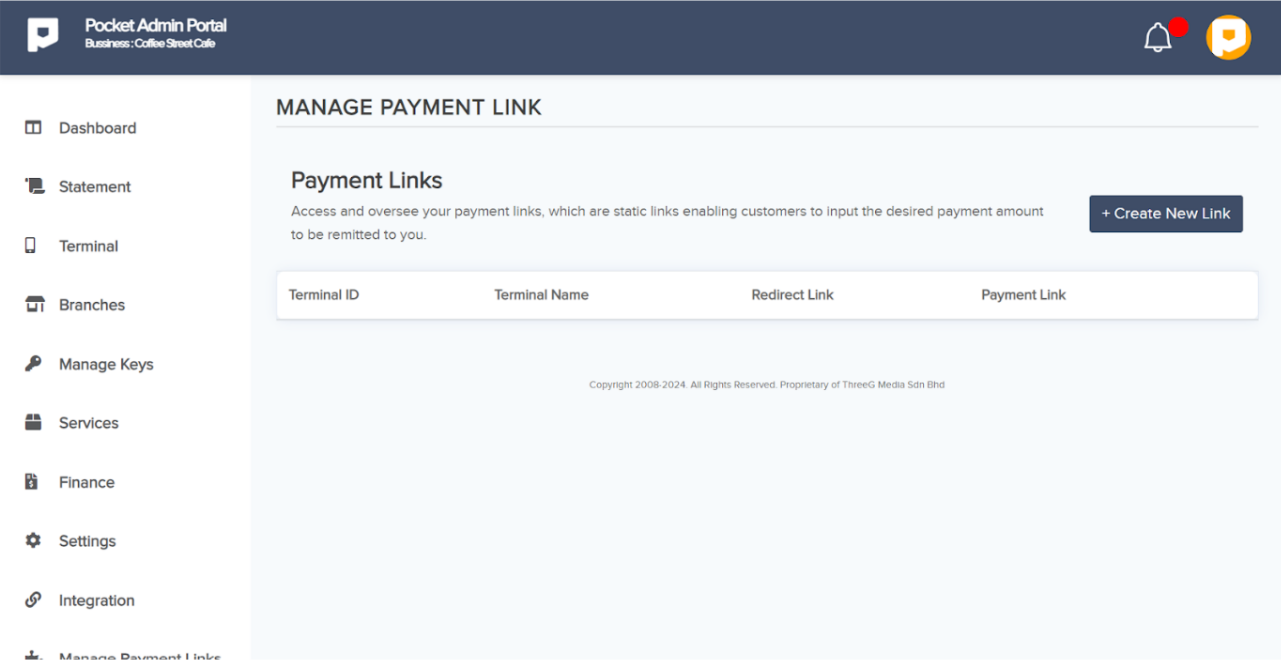 Pocket Admin Portal
Bussiness : Coffee Street Cafe
Dashboard
Statement
Terminal
Branches
Manage Keys
Services
Finance
Settings
Integration
Manage Payment Links
MANAGE PAYMENT LINK
Payment Links
Access and oversee your payment links, which are static links enabling customers to input the desired payment amount
to be remitted to you.
+ Create New Link
Terminal ID Terminal Name Redirect Link Payment Link
Copyright 2008-2024. All Rights Reserved. Proprietary of ThreeG Media Sdn Bhd